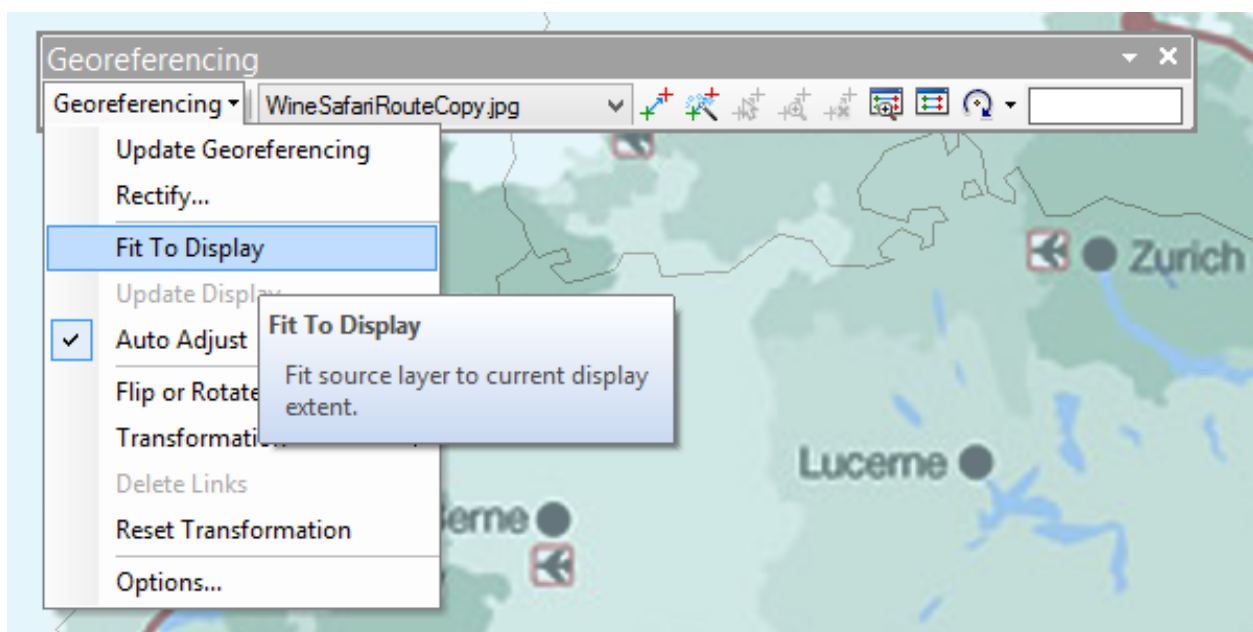 Georeferencing
Georeferencing WineSafariRouteCopy.jpg
Update Georeferencing
Rectify...
Fit To Display
Update Display
Auto Adjust
Fit To Display
Fit source layer to current display
extent.
Flip or Rotate
Delete Links
Reset Transformation
Options...
Zurich
Lucerne